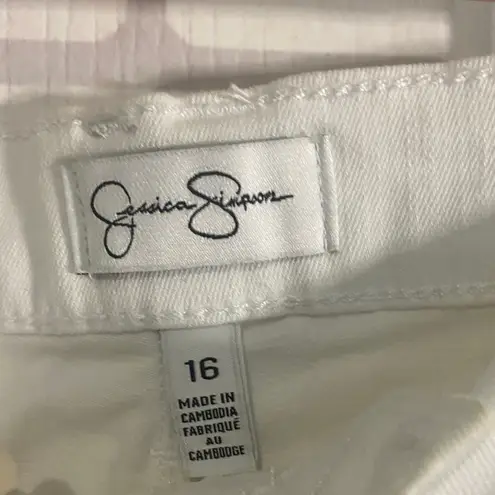 Jessica Simpson
16
MADE IN
CAMBODIA
FABRIQUÉ
AU
CAMBODGE